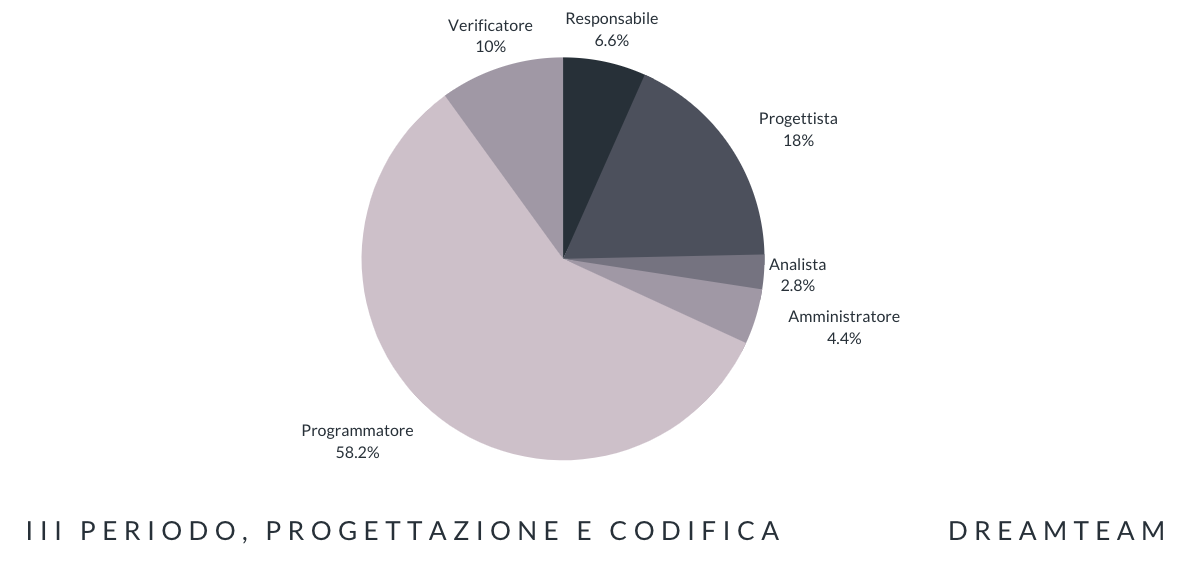 Verificatore
10%
Responsabile
6.6%
Progettista
18%
Analista
2.8%
Amministratore
4.4%
Programmatore
58.2%
III PERIODO, PROGETTAZIONE E CODIFICA
DREAMTEAM